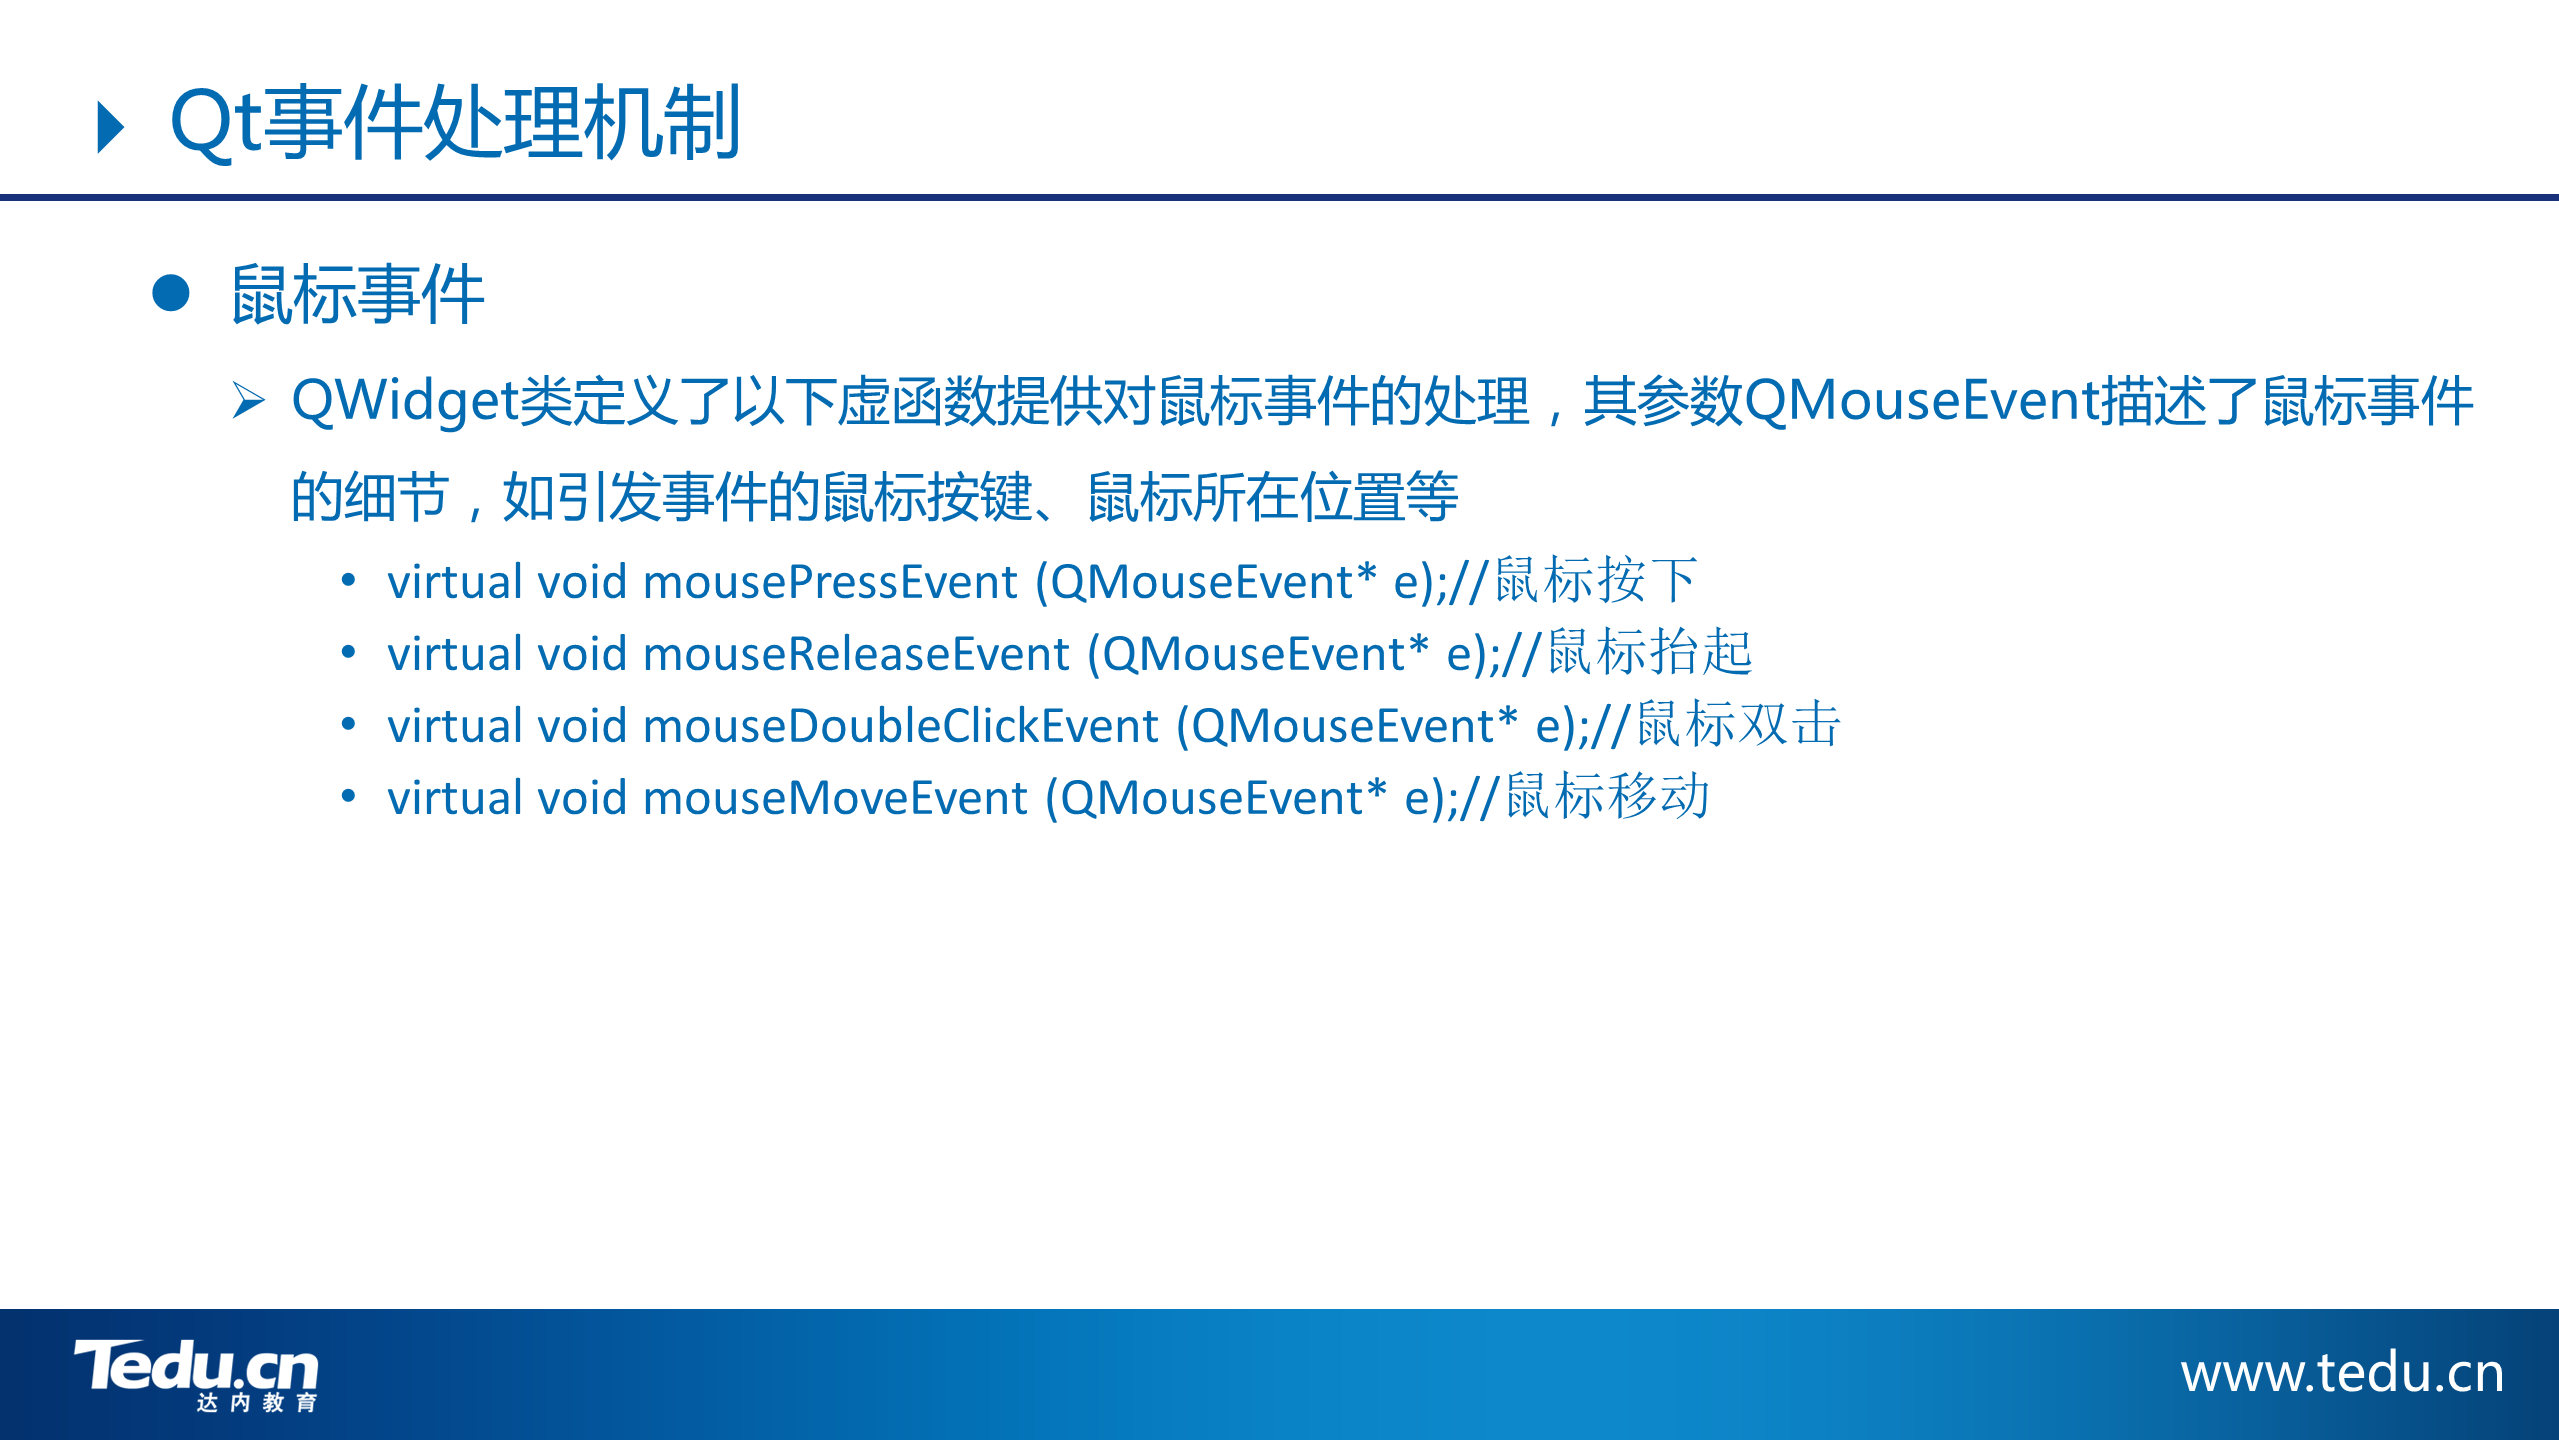 Qt事件处理机制
鼠标事件
QWidget类定义了以下虚函数提供对鼠标事件的处理，其参数QMouseEvent描述了鼠标事件
的细节，如引发事件的鼠标按键、鼠标所在位置等
• virtual void mousePressEvent (QMouseEvent* e);//鼠标按下
• virtual void mouseReleaseEvent (QMouseEvent* e);//鼠标抬起
• virtual void mouseDoubleClickEvent (QMouseEvent* e);//鼠标双击
• virtual void mouseMoveEvent (QMouseEvent* e);//鼠标移动
Tedu.cn
达内教育
www.tedu.cn